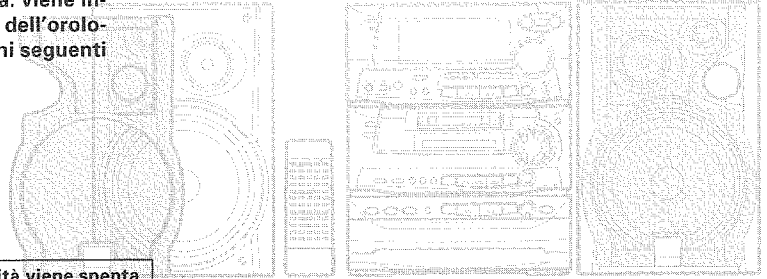 a. viene in-
dell'orolo-
ni seguenti
ità viene spenta